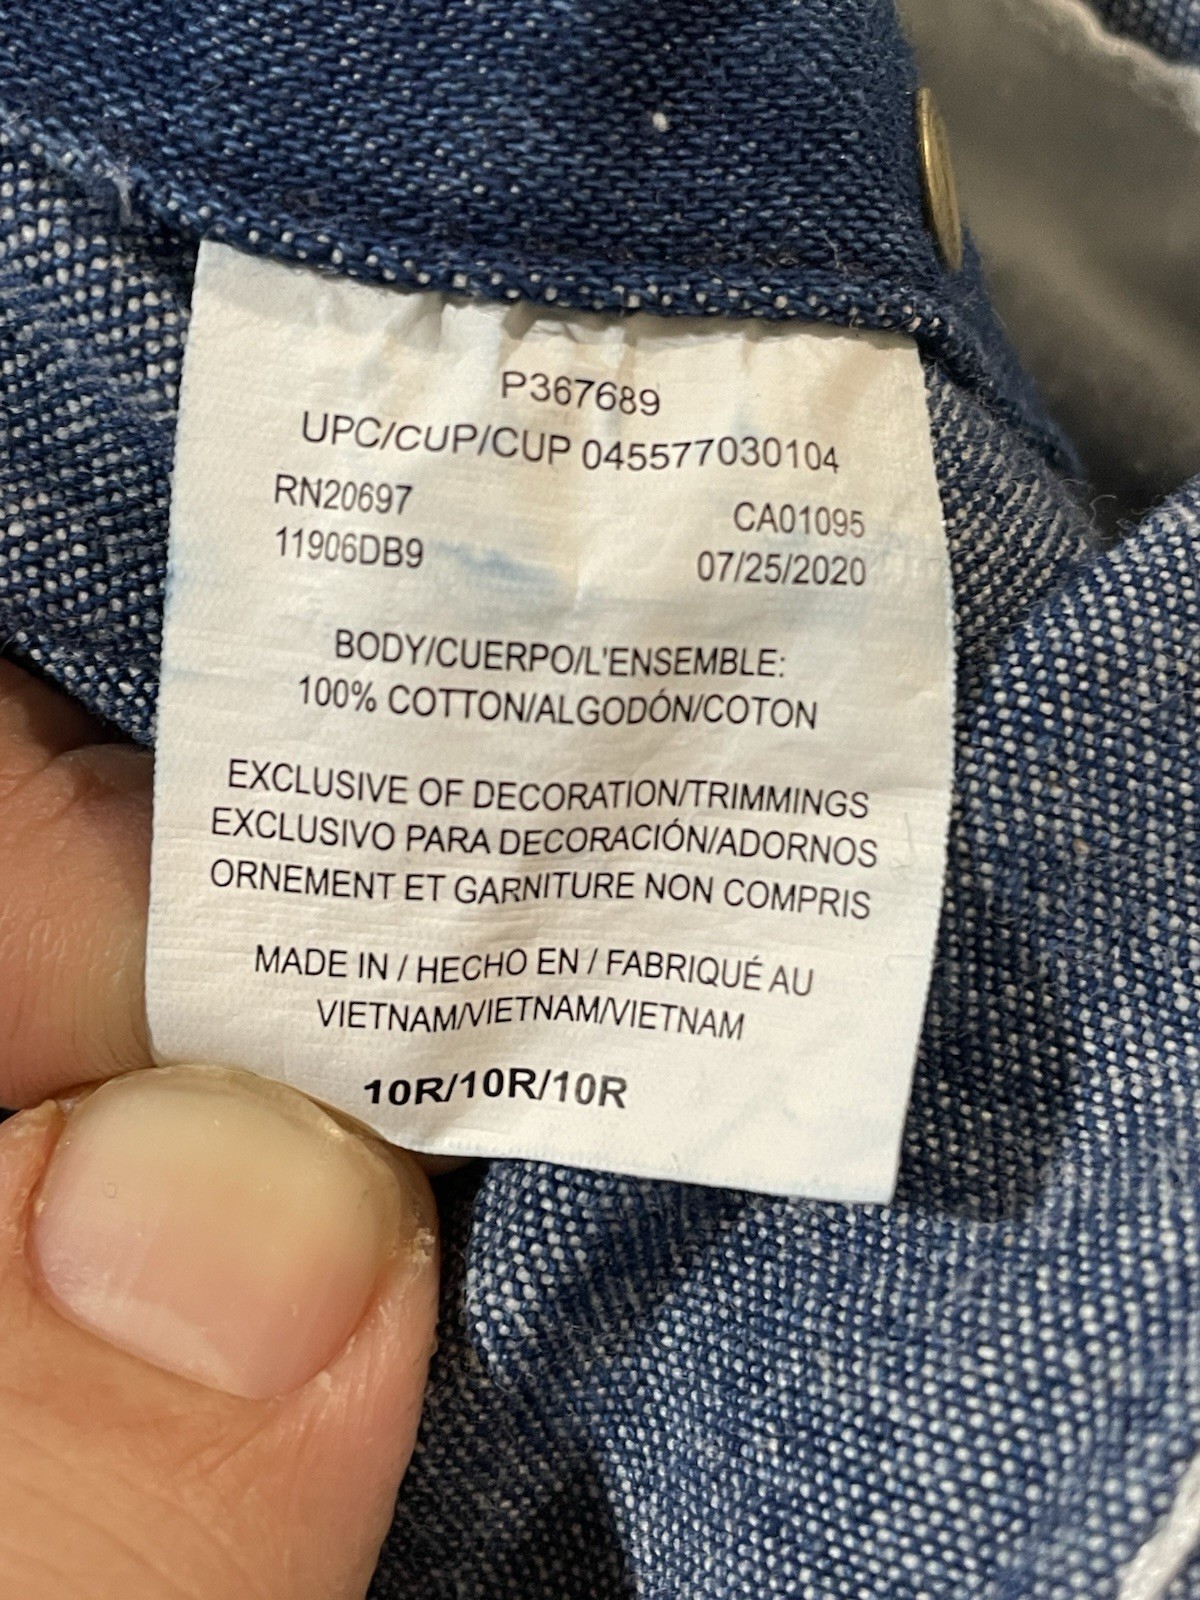 P367689
UPC/CUP/CUP 045577030104
RN20697 CA01095
11906DB9 07/25/2020
BODY/CUERPO/L'ENSEMBLE:
100% COTTON/ALGODÓN/COTON
EXCLUSIVE OF DECORATION/TRIMMINGS
EXCLUSIVO PARA DECORACIÓN/ADORNOS
ORNEMENT ET GARNITURE NON COMPRIS
MADE IN / HECHO EN / FABRIQUÉ AU
VIETNAM/VIETNAM/VIETNAM
10R/10R/10R